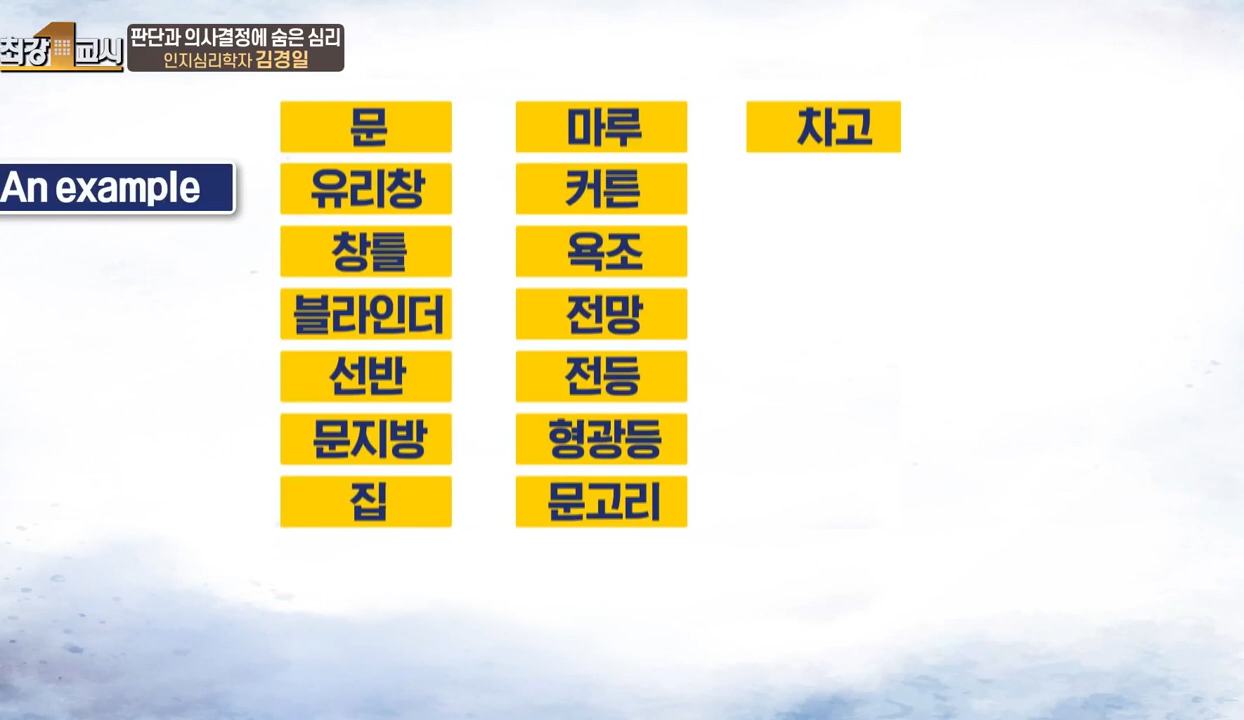 최강1교시
판단과 의사결정에 숨은 심리
인지심리학자 김경일
An example
문
유리창
창틀
블라인더
선반
문지방
집
마루
커튼
욕조
전망
전등
형광등
문고리
차고